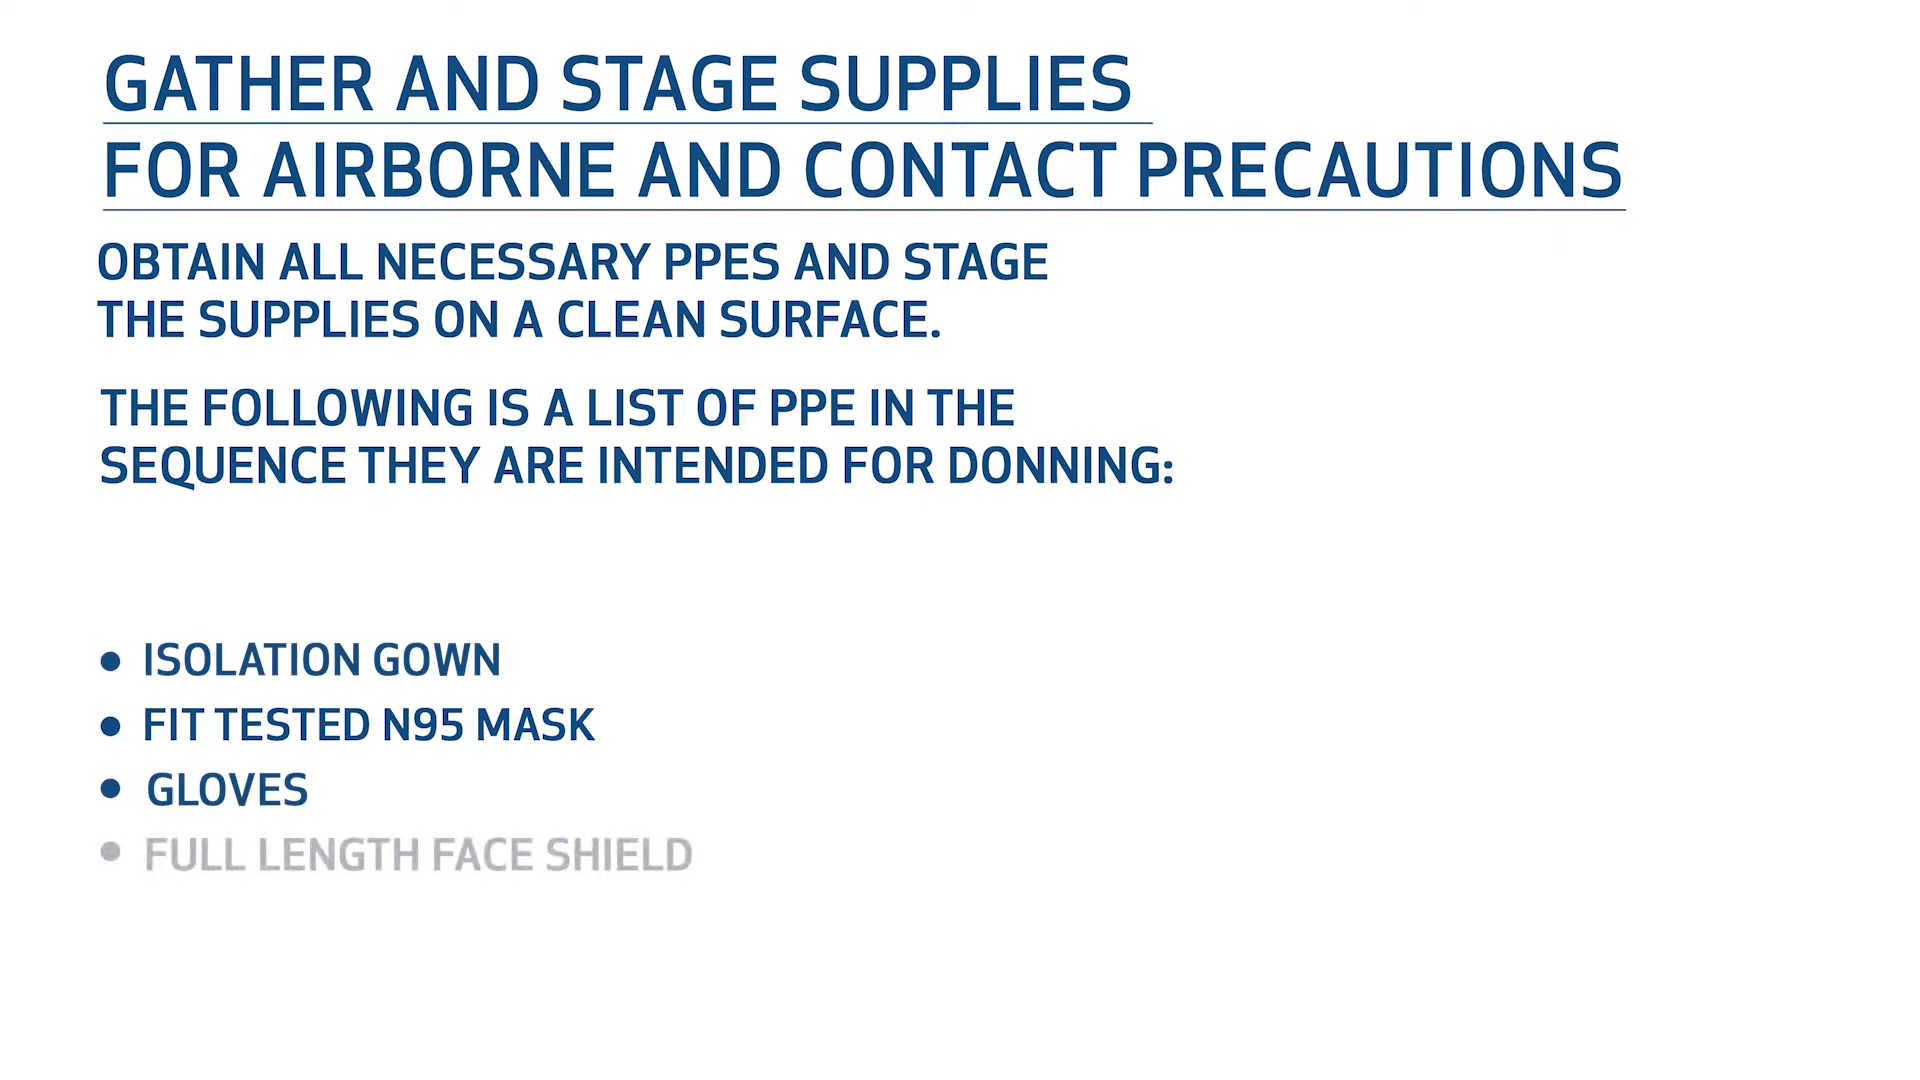 GATHER AND STAGE SUPPLIES
FOR AIRBORNE AND CONTACT PRECAUTIONS
OBTAIN ALL NECESSARY PPES AND STAGE
THE SUPPLIES ON A CLEAN SURFACE.
THE FOLLOWING IS A LIST OF PPE IN THE
SEQUENCE THEY ARE INTENDED FOR DONNING:
• ISOLATION GOWN
• FIT TESTED N95 MASK
• GLOVES
• FULL LENGTH FACE SHIELD